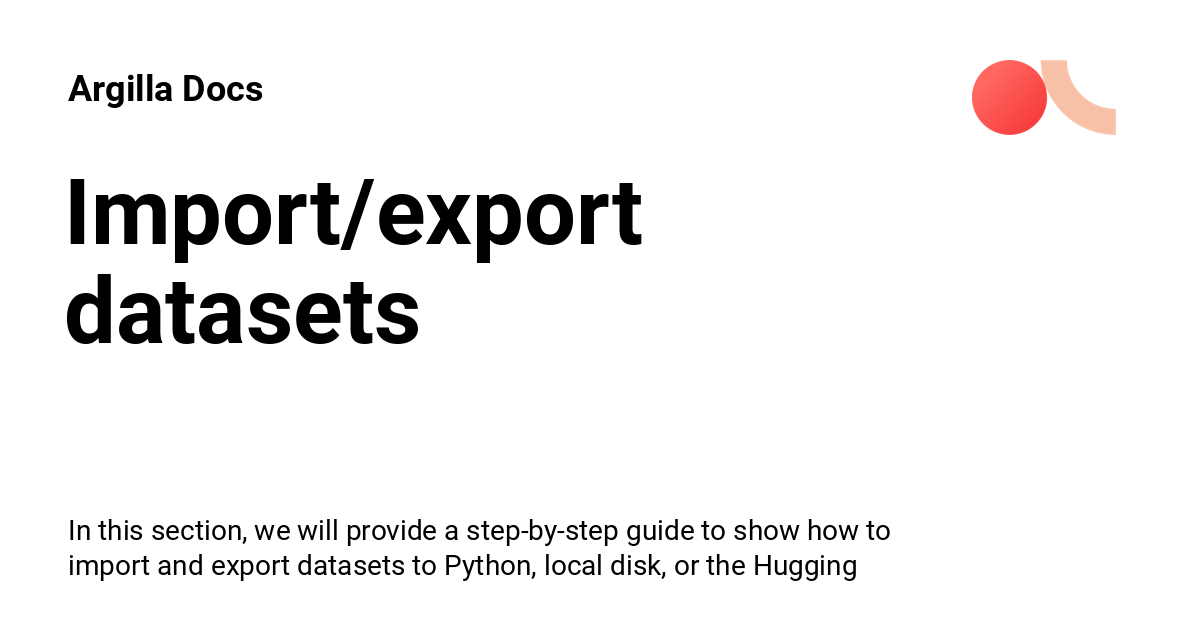 Argilla Docs
Import/export
datasets
In this section, we will provide a step-by-step guide to show how to
import and export datasets to Python, local disk, or the Hugging